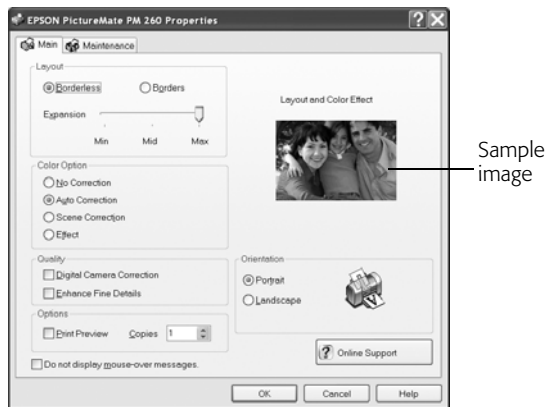 EPSON PictureMate PM 260 Properties
Main
Maintenance
Layout
Borderless
Borders
Expansion
Min
Mid
Max
Color Option
No Correction
Auto Correction
Scene Correction
Effect
Quality
Digital Camera Correction
Enhance Fine Details
Options
Print Preview
Copies
1
Do not display mouse-over messages.
Layout and Color Effect
Sample
image
Orientation
Portrait
Landscape
Online Support
OK
Cancel
Help